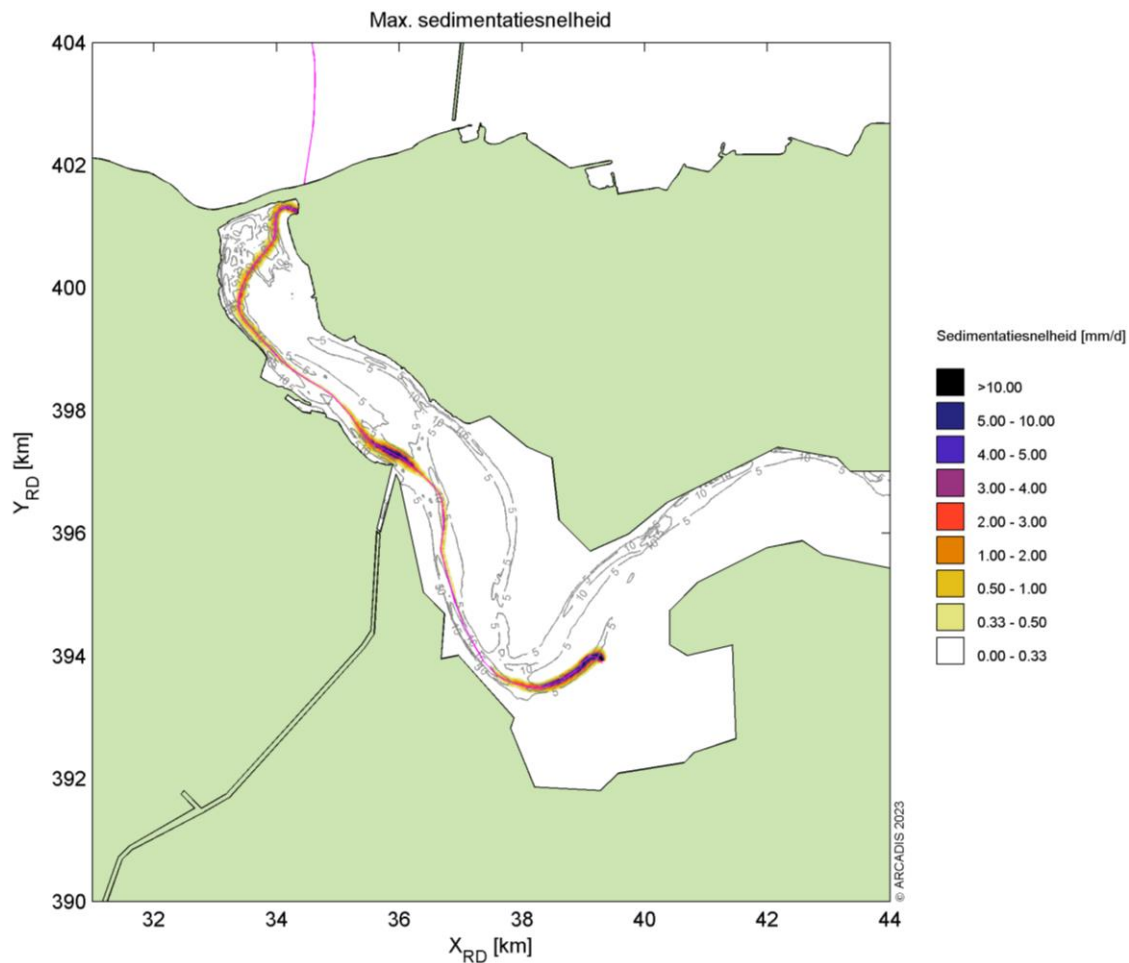 Max. sedimentatiesnelheid
404
402
400
398
396
394
392
390
Y_RD [km]
32
34
36
38
40
42
44
X_RD [km]
Sedimentatiesnelheid [mm/d]
>10.00
5.00 - 10.00
4.00 - 5.00
3.00 - 4.00
2.00 - 3.00
1.00 - 2.00
0.50 - 1.00
0.33 - 0.50
0.00 - 0.33
© ARCADIS 2023